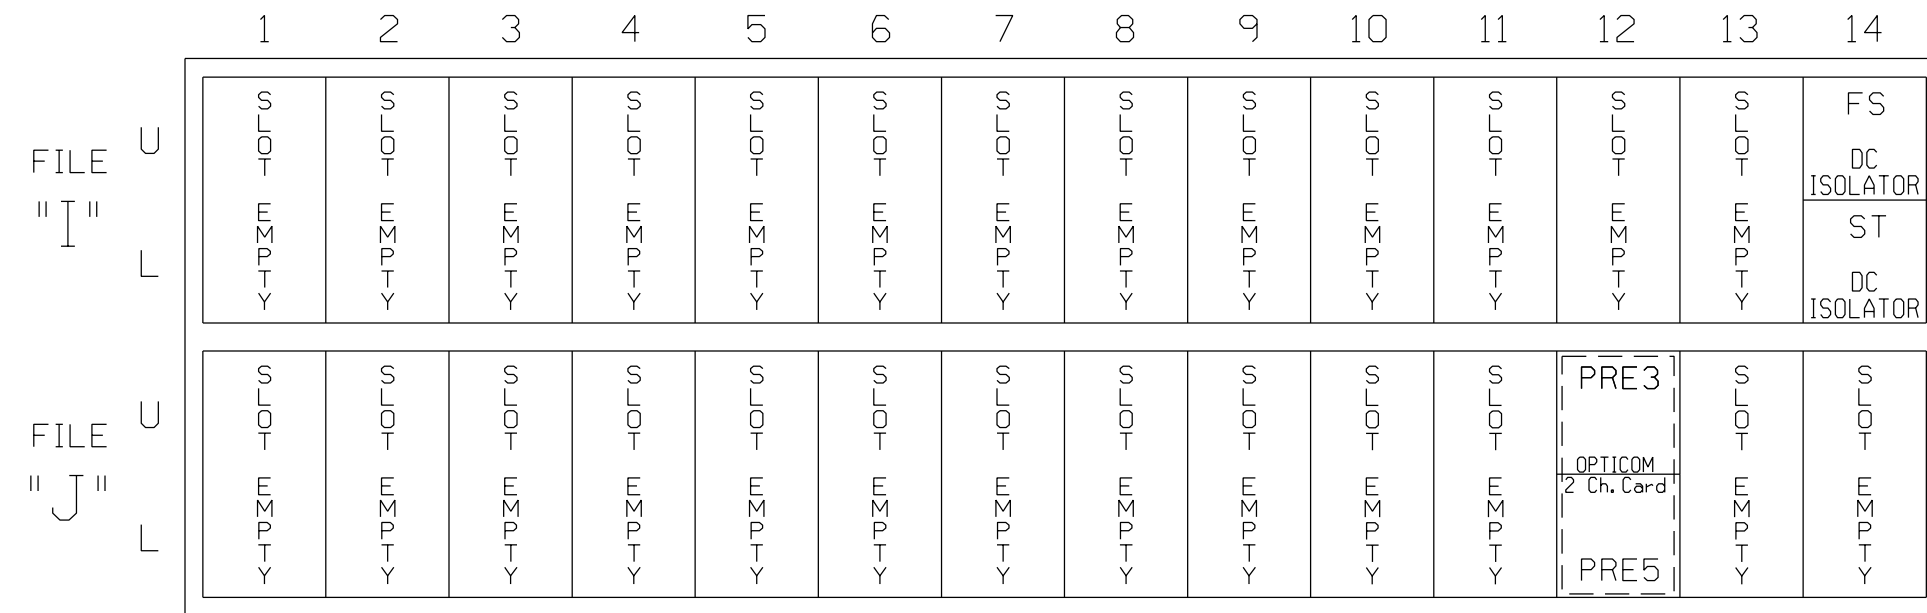 1 2 3 4 5 6 7 8 9 10 11 12 13 14
FILE "I"
U
L
SLOT EMPTY
SLOT EMPTY
SLOT EMPTY
SLOT EMPTY
SLOT EMPTY
SLOT EMPTY
SLOT EMPTY
SLOT EMPTY
SLOT EMPTY
SLOT EMPTY
SLOT EMPTY
SLOT EMPTY
SLOT EMPTY
FS
DC
ISOLATOR
ST
DC
ISOLATOR
FILE "J"
U
L
SLOT EMPTY
SLOT EMPTY
SLOT EMPTY
SLOT EMPTY
SLOT EMPTY
SLOT EMPTY
SLOT EMPTY
SLOT EMPTY
SLOT EMPTY
SLOT EMPTY
SLOT EMPTY
PRE3
OPTICOM
2 Ch. Card
PRE5
SLOT EMPTY
SLOT EMPTY